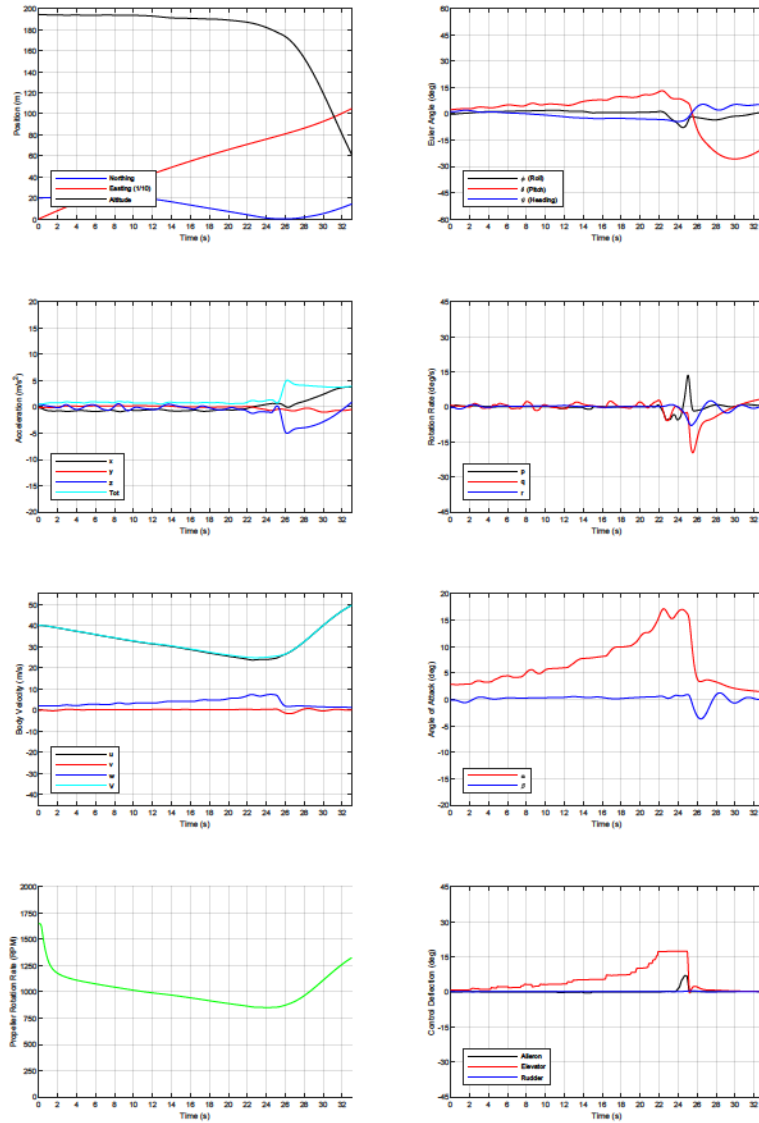 200
180
160
140
120
100
80
60
40
20
0
Position (m)
Northing
Easting (1/10)
Altitude
0 2 4 6 8 10 12 14 16 18 20 22 24 26 28 30 32
Time (s)
60
45
30
15
0
-15
-30
-45
-60
Euler Angle (deg)
ϕ (Roll)
θ (Pitch)
(Heading)
0 2 4 6 8 10 12 14 16 18 20 22 24 26 28 30 32
Time (s)
20
15
10
5
0
-5
-10
-15
-20
Acceleration (m/s²)
x
y
z
Tot
0 2 4 6 8 10 12 14 16 18 20 22 24 26 28 30 32
Time (s)
45
30
15
0
-15
-30
-45
Rotation Rate (deg/s)
p
q
r
0 2 4 6 8 10 12 14 16 18 20 22 24 26 28 30 32
Time (s)
50
40
30
20
10
0
-10
-20
-30
-40
Body Velocity (m/s)
u
v
w
V
0 2 4 6 8 10 12 14 16 18 20 22 24 26 28 30 32
Time (s)
20
15
10
5
0
-5
-10
-15
-20
Angle of Attack (deg)
α
β
0 2 4 6 8 10 12 14 16 18 20 22 24 26 28 30 32
Time (s)
2000
1750
1500
1250
1000
750
500
250
0
Propeller Rotation Rate (RPM)
0 2 4 6 8 10 12 14 16 18 20 22 24 26 28 30 32
Time (s)
45
30
15
0
-15
-30
-45
Control Deflection (deg)
Aileron
Elevator
Rudder
0 2 4 6 8 10 12 14 16 18 20 22 24 26 28 30 32
Time (s)